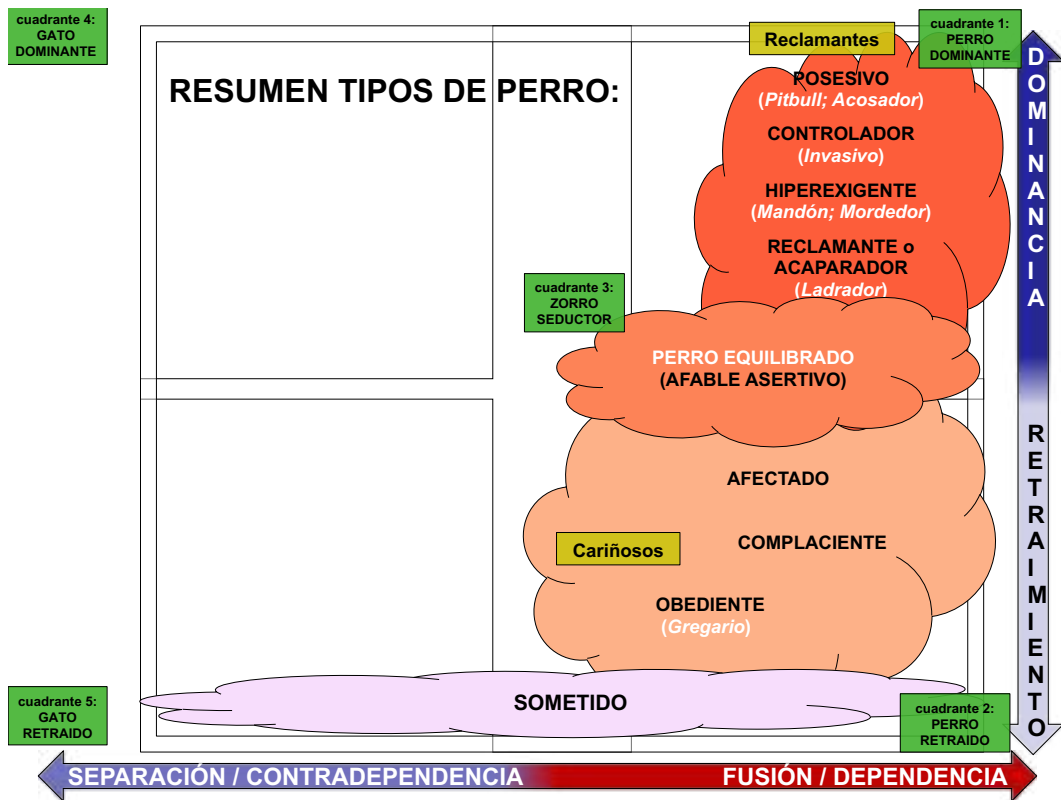 cuadrante 4:
GATO
DOMINANTE
Reclamantes
cuadrante 1:
PERRO
DOMINANTE
RESUMEN TIPOS DE PERRO:
POSESIVO
(Pitbull; Acosador)
CONTROLADOR
(Invasivo)
HIPEREXIGENTE
(Mandón; Mordedor)
RECLAMANTE o
ACAPARADOR
(Ladrador)
DOMINANCIA
cuadrante 3:
ZORRO
SEDUCTOR
PERRO EQUILIBRADO
(AFABLE ASERTIVO)
AFECTADO
Cariñosos
COMPLACIENTE
OBEDIENTE
(Gregario)
RETRAIMIENTO
SOMETIDO
cuadrante 5:
GATO
RETRAIDO
cuadrante 2:
PERRO
RETRAIDO
SEPARACIÓN / CONTRADEPENDENCIA
FUSIÓN / DEPENDENCIA